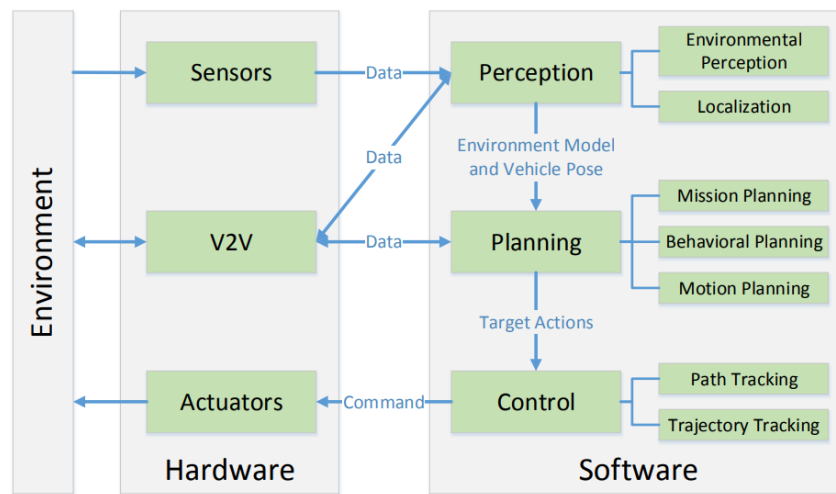 Environment
Sensors
V2V
Actuators
Hardware
Data
Data
Data
Command
Perception
Environment Model
and Vehicle Pose
Planning
Target Actions
Control
Software
Environmental
Perception
Localization
Mission Planning
Behavioral Planning
Motion Planning
Path Tracking
Trajectory Tracking